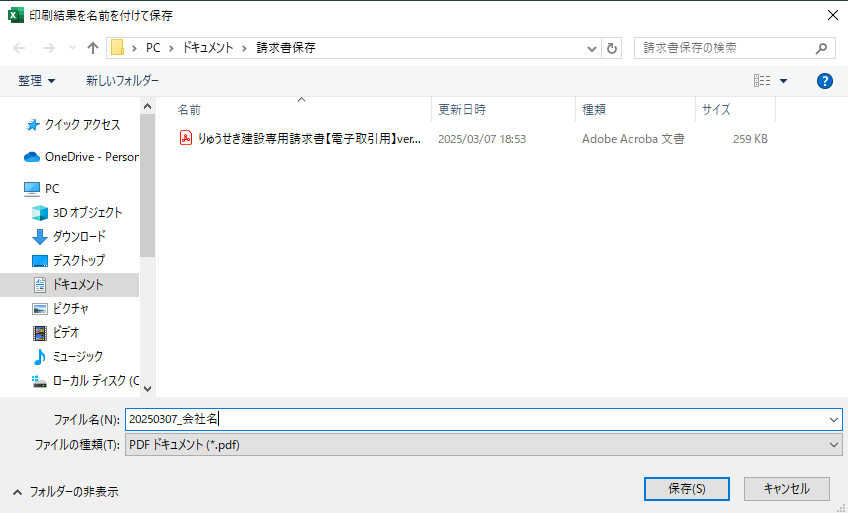 印刷結果を名前を付けて保存
PC › ドキュメント › 請求書保存
請求書保存の検索
整理 新しいフォルダー
名前 更新日時 種類 サイズ
りゅうせき建設専用請求書【電子取引用】ver... 2025/03/07 18:53 Adobe Acroba 文書 259 KB
クイック アクセス
OneDrive - Person
PC
3D オブジェクト
ダウンロード
デスクトップ
ドキュメント
ピクチャ
ビデオ
ミュージック
ローカル ディスク (C
ファイル名(N): 20250307_会社名
ファイルの種類(T): PDF ドキュメント (*.pdf)
フォルダーの非表示 保存(S) キャンセル